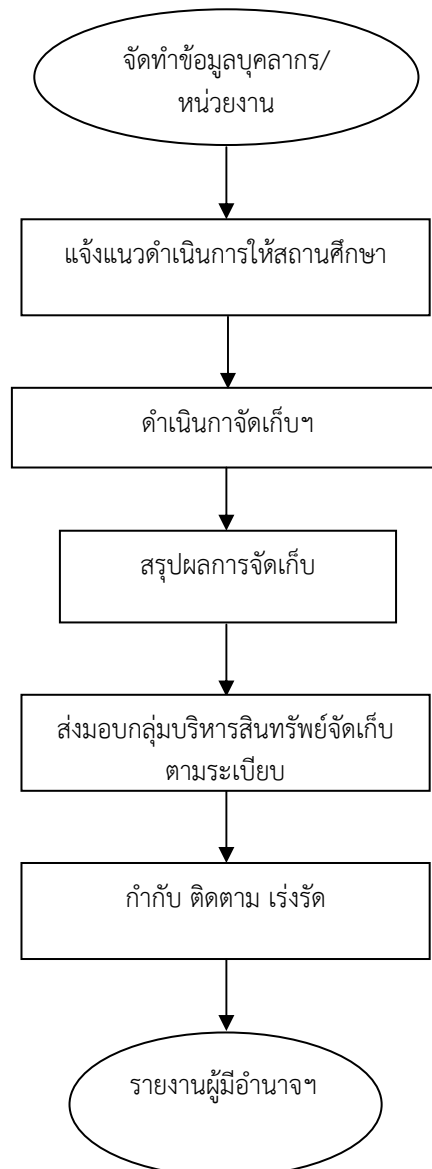 จัดทำข้อมูลบุคลากร/
หน่วยงาน
แจ้งแนวดำเนินการให้สถานศึกษา
ดำเนินกาจัดเก็บฯ
สรุปผลการจัดเก็บ
ส่งมอบกลุ่มบริหารสินทรัพย์จัดเก็บ
ตามระเบียบ
กำกับ ติดตาม เร่งรัด
รายงานผู้มีอำนาจฯ